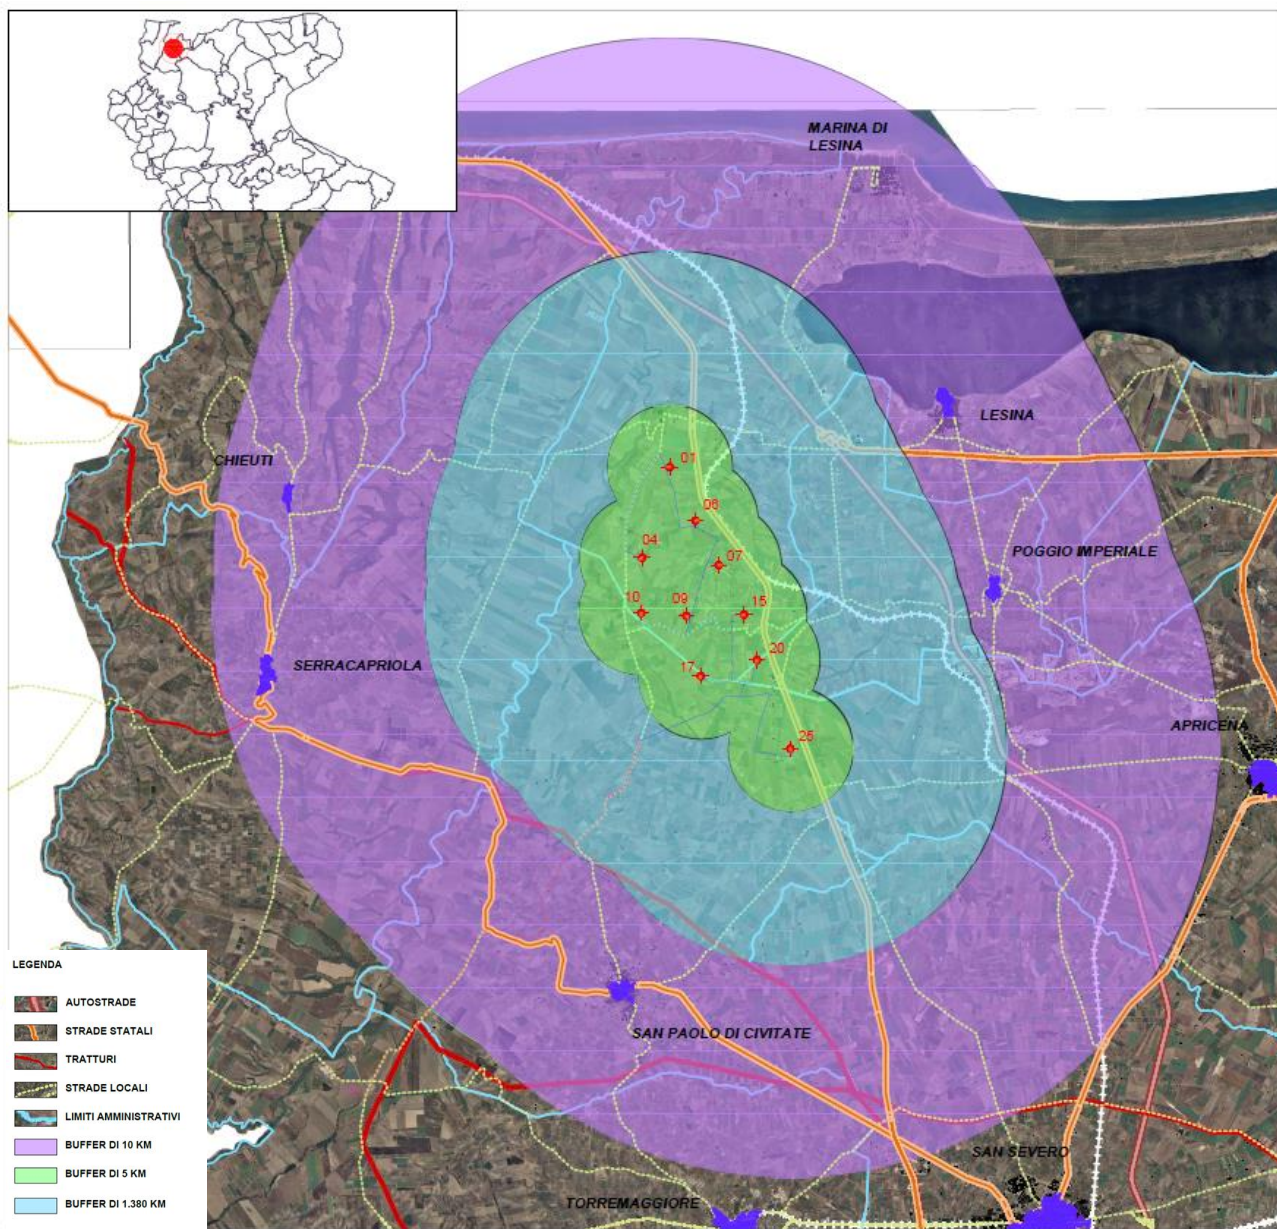 MARINA DI
LESINA
LESINA
CHIEUTI
01
06
04
07
POGGIO IMPERIALE
10
09
15
20
17
SERRACAPRIOLA
25
APRICENA
SAN PAOLO DI CIVITATE
SAN SEVERO
TORREMAGGIORE
LEGENDA
AUTOSTRADE
STRADE STATALI
TRATTURI
STRADE LOCALI
LIMITI AMMINISTRATIVI
BUFFER DI 10 KM
BUFFER DI 5 KM
BUFFER DI 1.380 KM